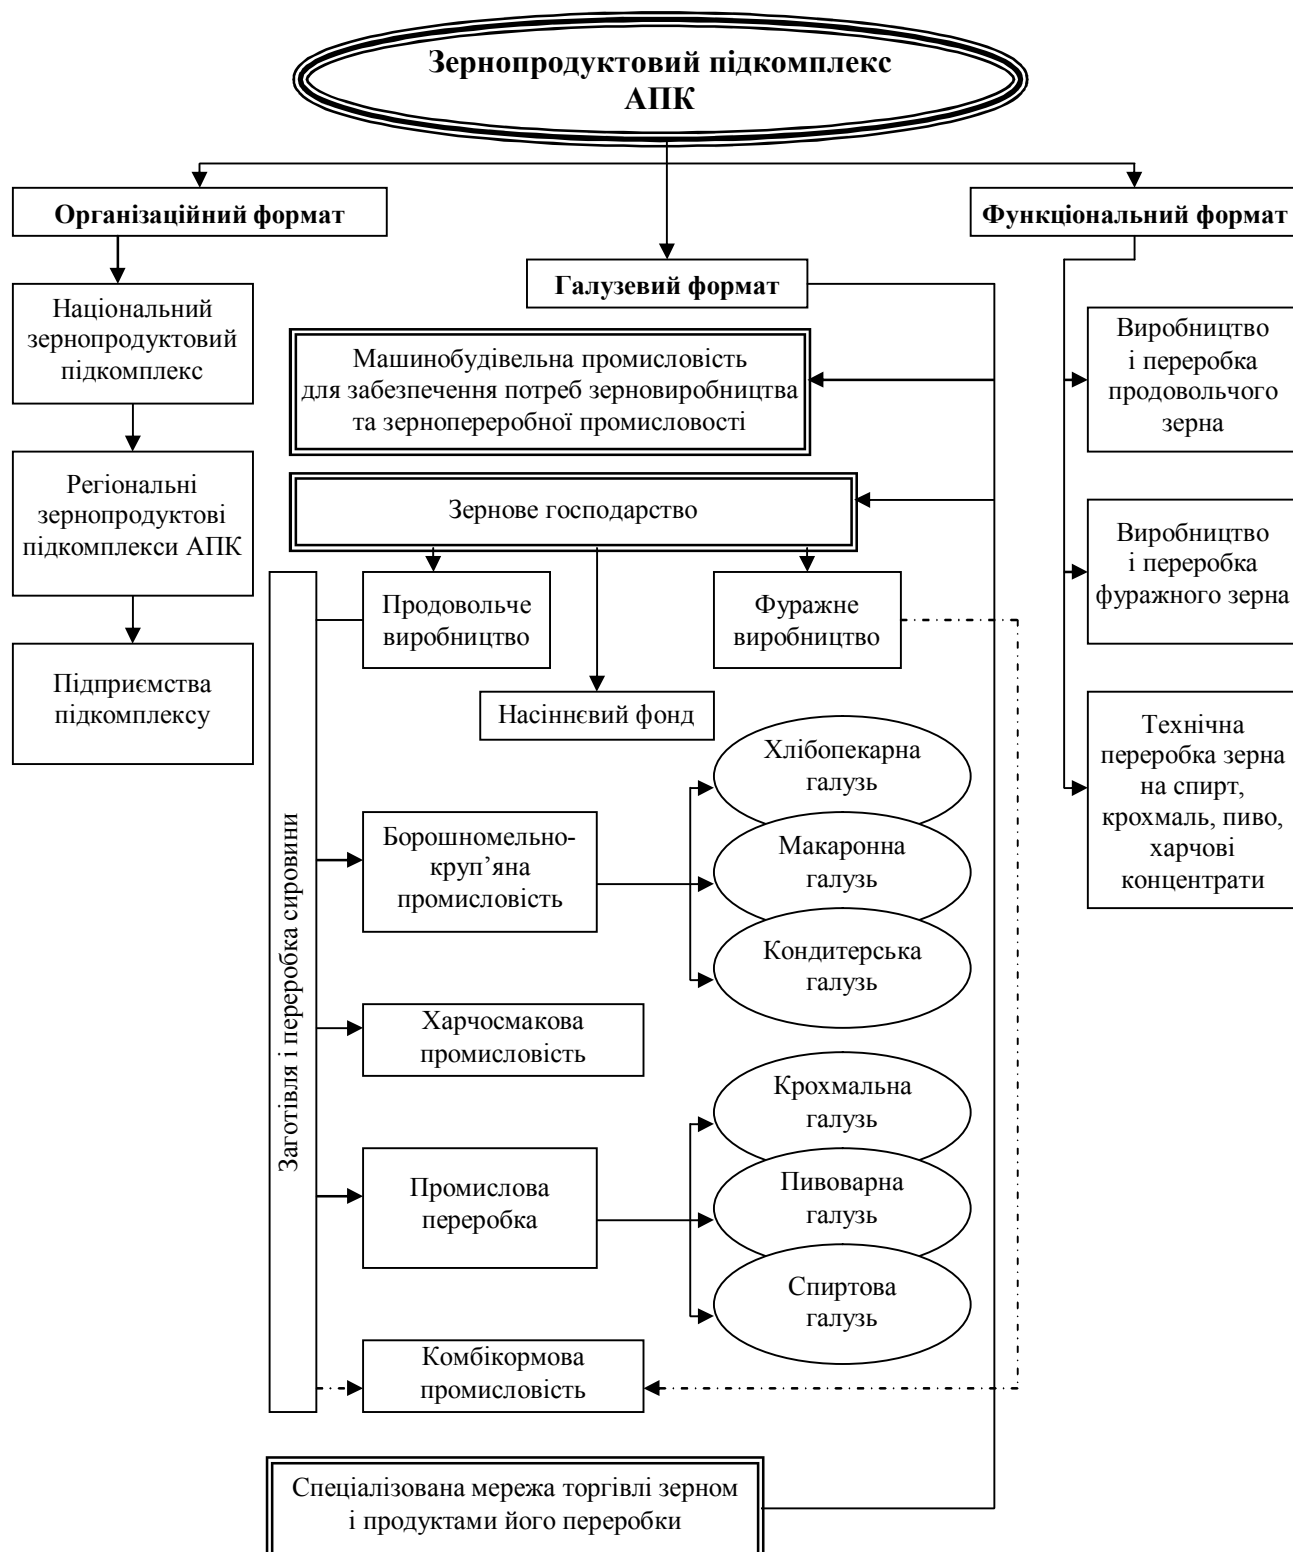 Зернопродуктовий підкомплекс
АПК
Організаційний формат
Функціональний формат
Галузевий формат
Національний
зернопродуктовий
підкомплекс
Регіональні
зернопродуктові
підкомплекси АПК
Підприємства
підкомплексу
Машинобудівельна промисловість
для забезпечення потреб зерновиробництва
та зернопереробної промисловості
Зернове господарство
Продовольче
виробництво
Фуражне
виробництво
Насіннєвий фонд
Заготівля і переробка сировини
Борошномельно-
круп’яна
промисловість
Хлібопекарна
галузь
Макаронна
галузь
Кондитерська
галузь
Харчосмакова
промисловість
Промислова
переробка
Крохмальна
галузь
Пивоварна
галузь
Спиртова
галузь
Комбікормова
промисловість
Спеціалізована мережа торгівлі зерном
і продуктами його переробки
Виробництво
і переробка
продовольчого
зерна
Виробництво
і переробка
фуражного зерна
Технічна
переробка зерна
на спирт,
крохмаль, пиво,
харчові
концентрати